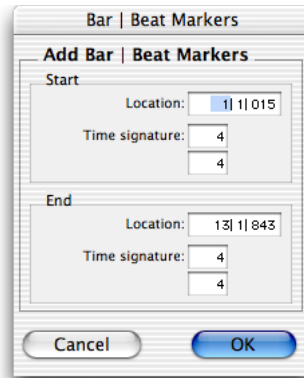 Bar | Beat Markers
Add Bar | Beat Markers
Start
Location: 1| 1| 015
Time signature: 4
4
End
Location: 13| 1| 843
Time signature: 4
4
Cancel OK